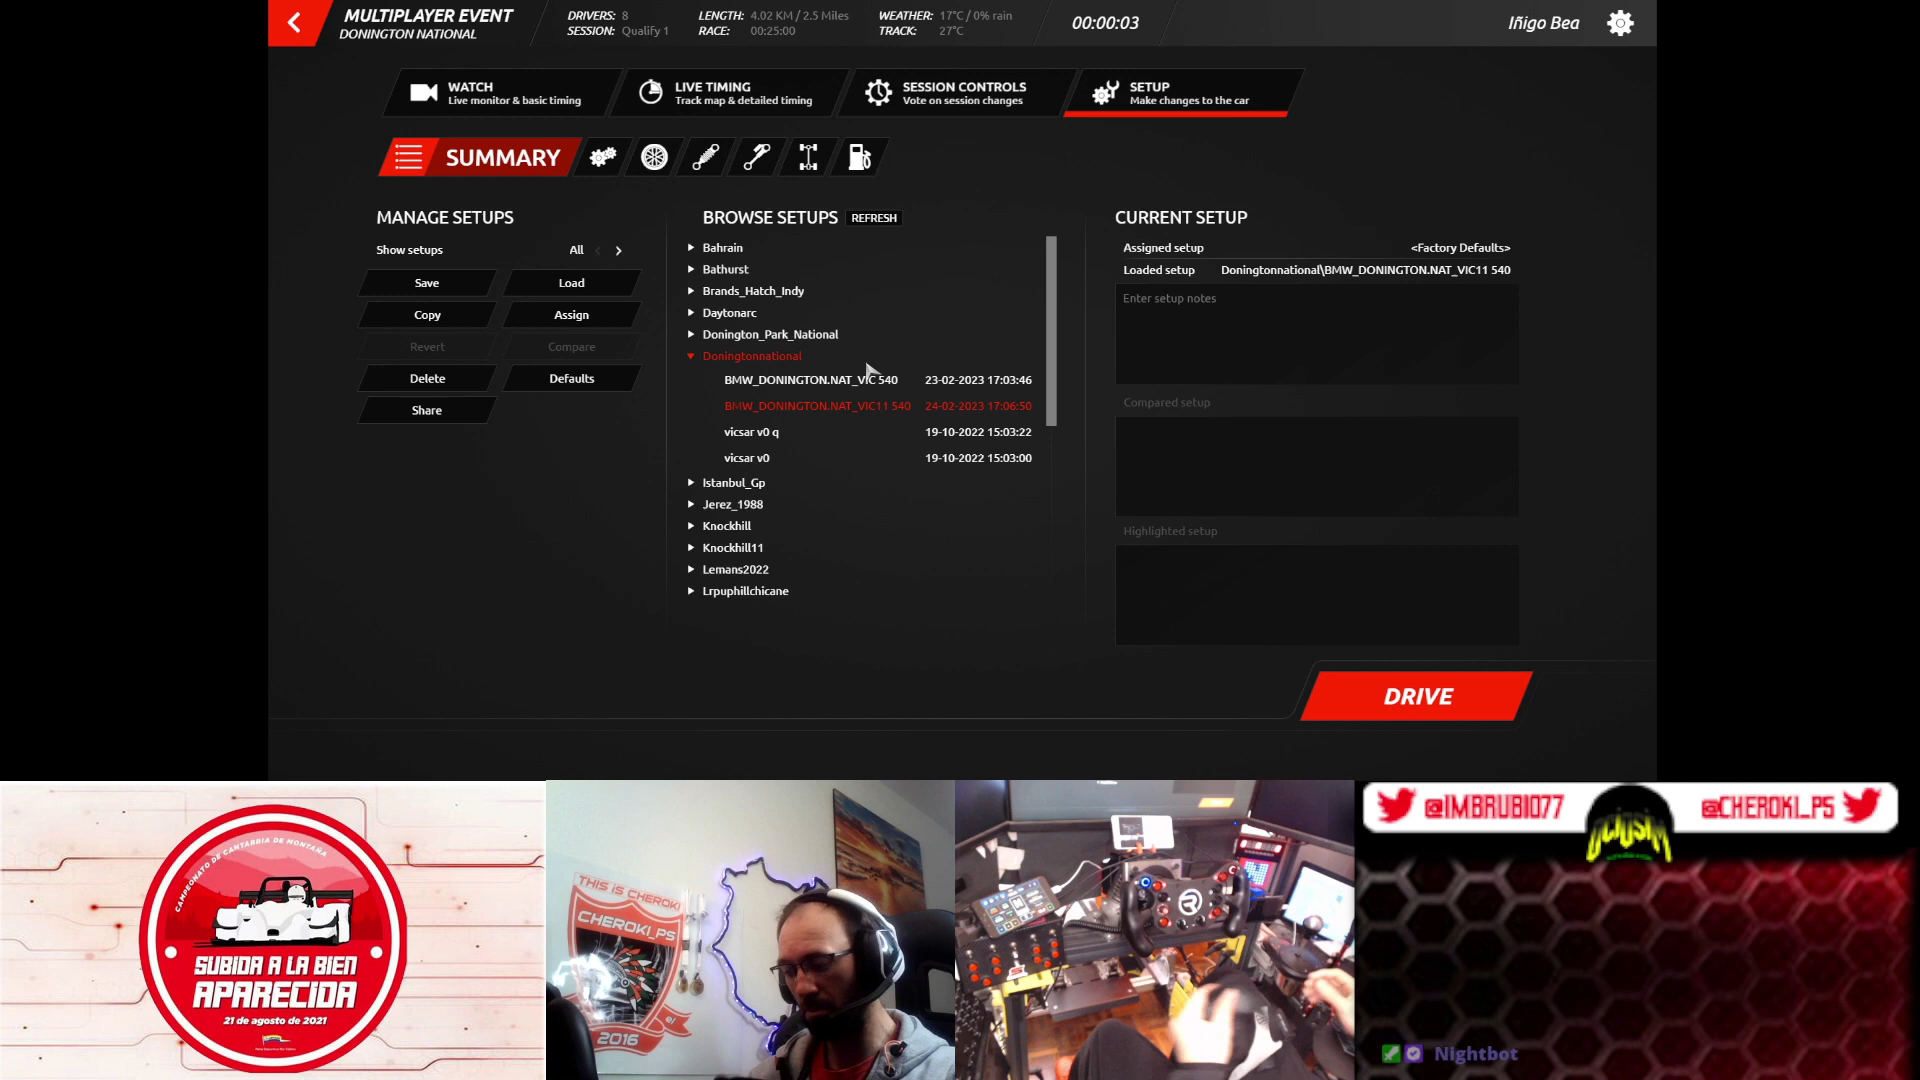 MULTIPLAYER EVENT
DONINGTON NATIONAL
DRIVERS: 8
SESSION: Qualify 1
LENGTH: 4.02 KM / 2.5 Miles
RACE: 00:25:00
WEATHER: 17°C / 0% rain
TRACK: 27°C
00:00:03
Iñigo Bea
WATCH
Live monitor & basic timing
LIVE TIMING
Track map & detailed timing
SESSION CONTROLS
Vote on session changes
SETUP
Make changes to the car
SUMMARY
MANAGE SETUPS
Show setups All
Save Load
Copy Assign
Revert Compare
Delete Defaults
Share
BROWSE SETUPS REFRESH
Bahrain
Bathurst
Brands_Hatch_Indy
Daytonarc
Donington_Park_National
Doningtonnational
BMW_DONINGTON.NAT_VIC 540 23-02-2023 17:03:46
BMW_DONINGTON.NAT_VIC11 540 24-02-2023 17:06:50
vicsar v0 q 19-10-2022 15:03:22
vicsar v0 19-10-2022 15:03:00
Istanbul_Gp
Jerez_1988
Knockhill
Knockhill11
Lemans2022
Lrpuphillchicane
CURRENT SETUP
Assigned setup <Factory Defaults>
Loaded setup Doningtonnational\BMW_DONINGTON.NAT_VIC11 540
Enter setup notes
Compared setup
Highlighted setup
DRIVE
CAMPEONATO DE CANTABRIA DE MONTAÑA
SUBIDA A LA BIEN
APARECIDA
21 de agosto de 2021
THIS IS CHEROKI
CHEROKI_PS
el
2016
@IMBRUBIO77
@CHEROKI_PS
Nightbot